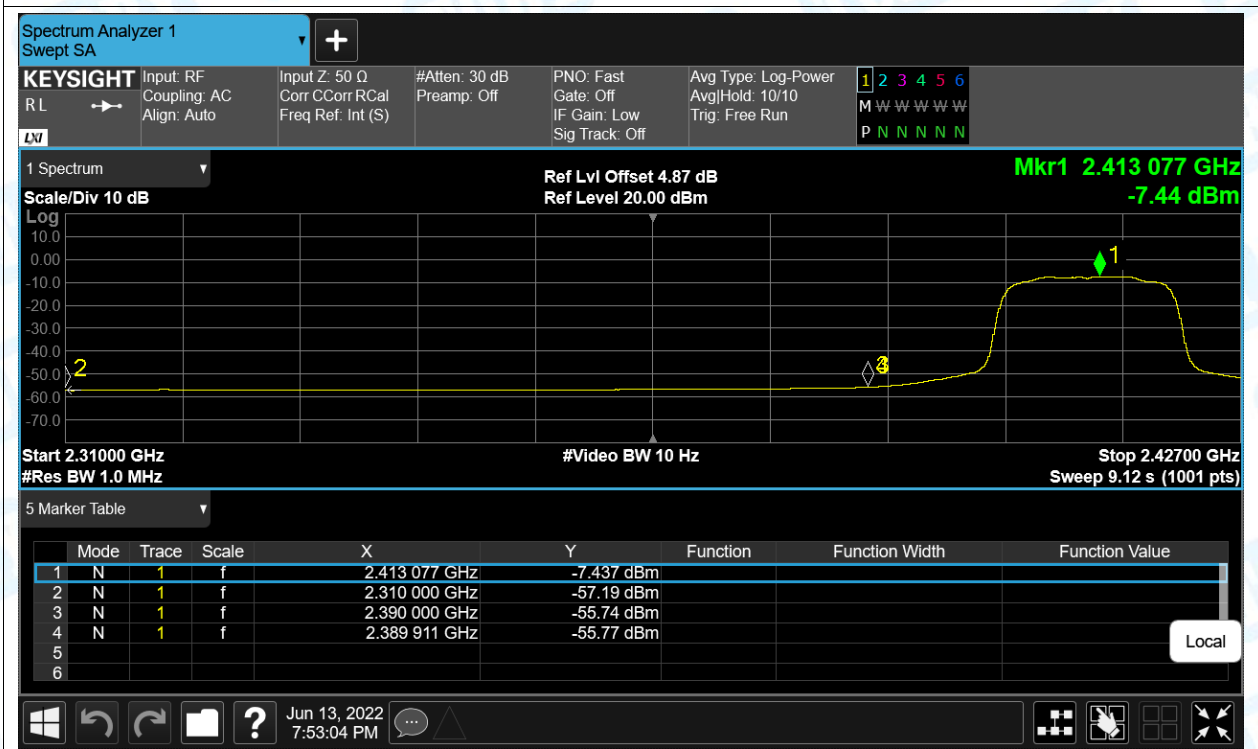 Spectrum Analyzer 1
Swept SA
KEYSIGHT
R L
LXI
Input: RF
Coupling: AC
Align: Auto
Input Z: 50 Ω
Corr CCorr RCal
Freq Ref: Int (S)
#Atten: 30 dB
Preamp: Off
PNO: Fast
Gate: Off
IF Gain: Low
Sig Track: Off
Avg Type: Log-Power
Avg|Hold: 10/10
Trig: Free Run
1 2 3 4 5 6
M W W W W W
P N N N N N
1 Spectrum
Scale/Div 10 dB
Ref Lvl Offset 4.87 dB
Ref Level 20.00 dBm
Mkr1 2.413 077 GHz
-7.44 dBm
Log
10.0
0.00
-10.0
-20.0
-30.0
-40.0
-50.0
-60.0
-70.0
1
2
Start 2.31000 GHz
#Video BW 10 Hz
Stop 2.42700 GHz
#Res BW 1.0 MHz
Sweep 9.12 s (1001 pts)
5 Marker Table
Mode Trace Scale X Y Function Function Width Function Value
1 N 1 f 2.413 077 GHz -7.437 dBm
2 N 1 f 2.310 000 GHz -57.19 dBm
3 N 1 f 2.390 000 GHz -55.74 dBm
4 N 1 f 2.389 911 GHz -55.77 dBm
5
6
Local
?
Jun 13, 2022
7:53:04 PM